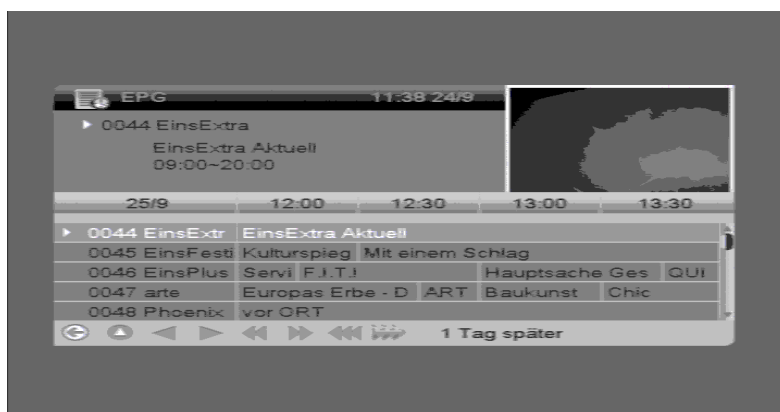 EPG 11:38 24/9
0044 EinsExtra
EinsExtra Aktuell
09:00~20:00
25/9 12:00 12:30 13:00 13:30
0044 EinsExtr EinsExtra Aktuell
0045 EinsFesti Kulturspieg Mit einem Schlag
0046 EinsPlus Servi F.I.T.! Hauptsache Ges QUI
0047 arte Europas Erbe - D ART Baukunst Chic
0048 Phoenix vor ORT
1 Tag später